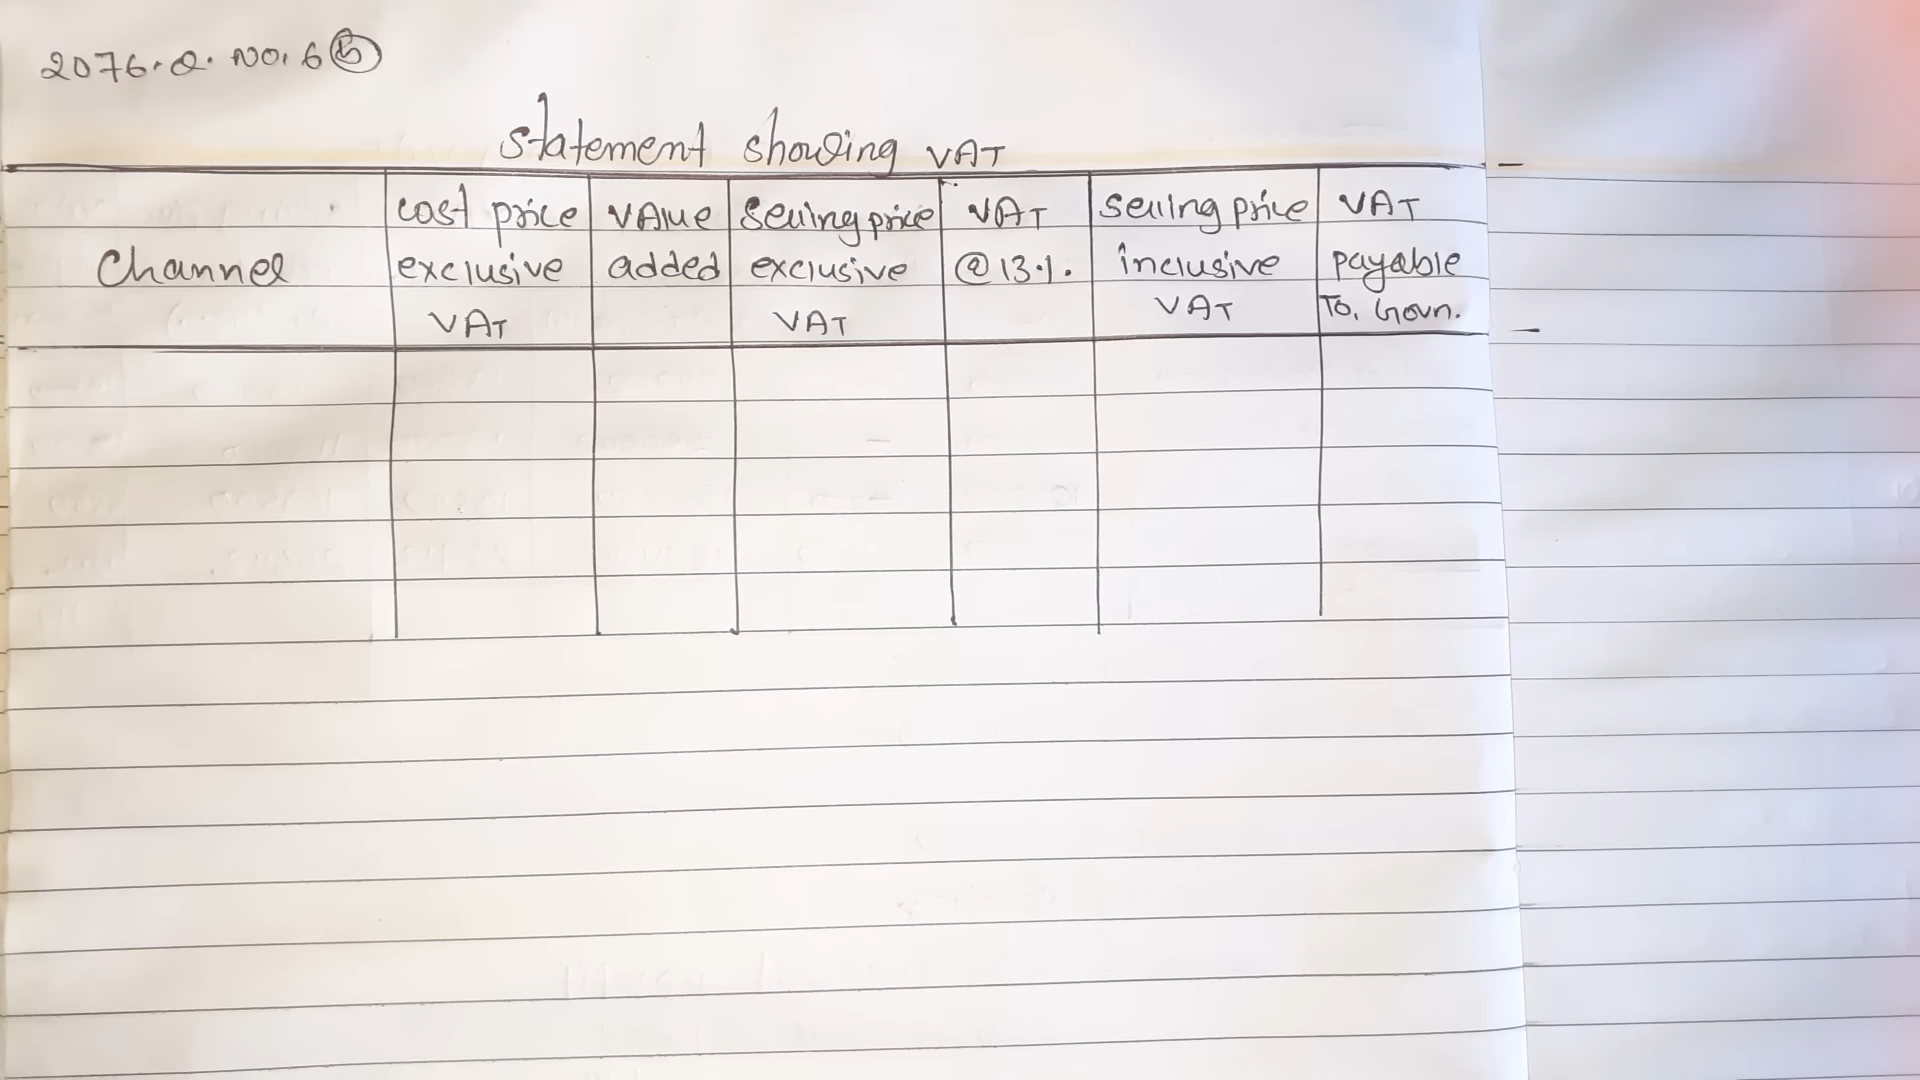 2076. Q. NO. 6 (b)
Statement showing VAT
Channel
cost price exclusive VAT
VAlue added
selling price exclusive VAT
VAT @ 13%.
selling price inclusive VAT
VAT payable To. Govn.